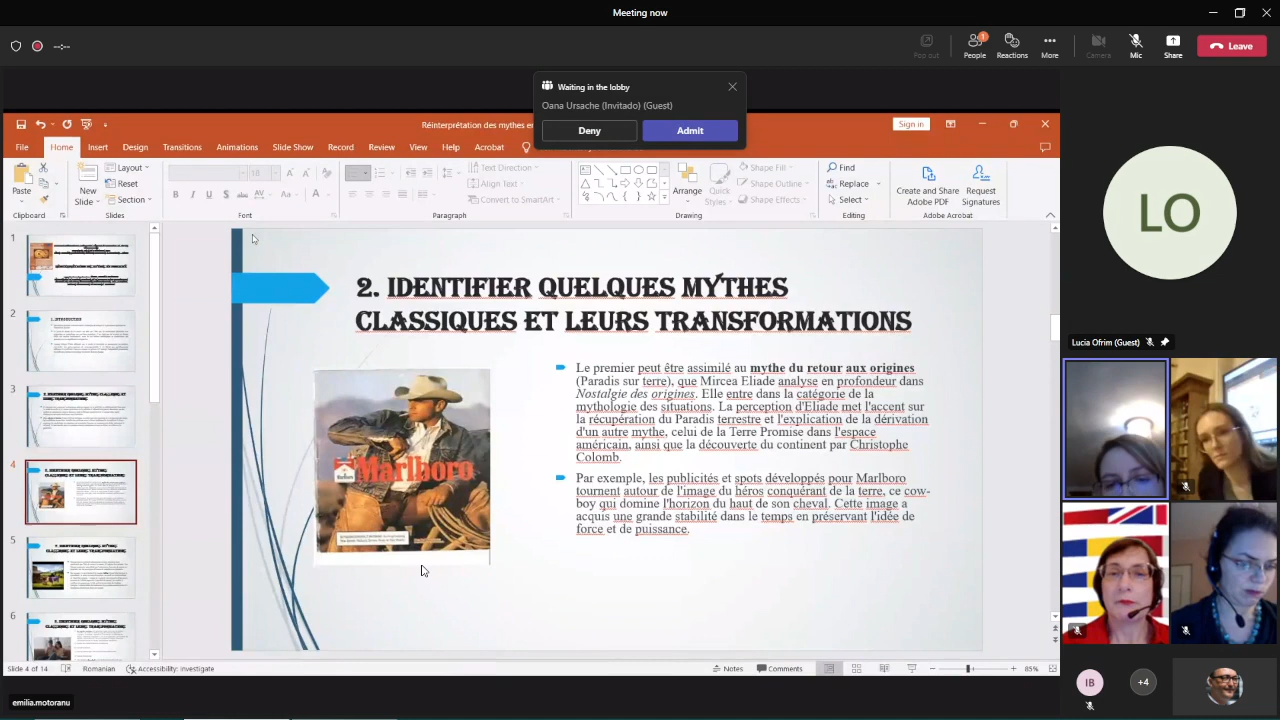 Meeting now
--:--
Pop out
People
1
Reactions
More
Camera
Mic
Share
Leave
Waiting in the lobby
Oana Ursache (Invitado) (Guest)
Deny
Admit
Réinterprétation des mythes
Sign in
File Home Insert Design Transitions Animations Slide Show Record Review View Help Acrobat
Paste
New
Slide
Layout
Reset
Section
18
Text Direction
Align Text
Convert to SmartArt
Arrange
Quick
Styles
Shape Fill
Shape Outline
Shape Effects
Find
Replace
Select
Create and Share
Adobe PDF
Request
Signatures
Clipboard Slides Font Paragraph Drawing Editing Adobe Acrobat
1
2
3
4
5
6
2. IDENTIFIER QUELQUES MYTHES
CLASSIQUES ET LEURS TRANSFORMATIONS
Marlboro
Le premier peut être assimilé au mythe du retour aux origines
(Paradis sur terre), que Mircea Eliade analyse en profondeur dans
Nostalgie des origines. Elle entre dans la catégorie de la
mythologie des situations. La perception d'Eliade met l'accent sur
la récupération du Paradis terrestre et l'explication de la dérivation
d'un autre mythe, celui de la Terre Promise dans l'espace
américain, ainsi que la découverte du continent par Christophe
Colomb.
Par exemple, les publicités et spots développés pour Marlboro
tournent autour de l'image du héros conquérant de la terre, ce cow-
boy qui domine l'horizon du haut de son cheval. Cette image a
acquis une grande stabilité dans le temps en préservant l'idée de
force et de puissance.
Slide 4 of 14
Romanian
Accessibility: Investigate
Notes
Comments
85%
emilia.motoranu
LO
Lucia Ofrim (Guest)
IB
+4